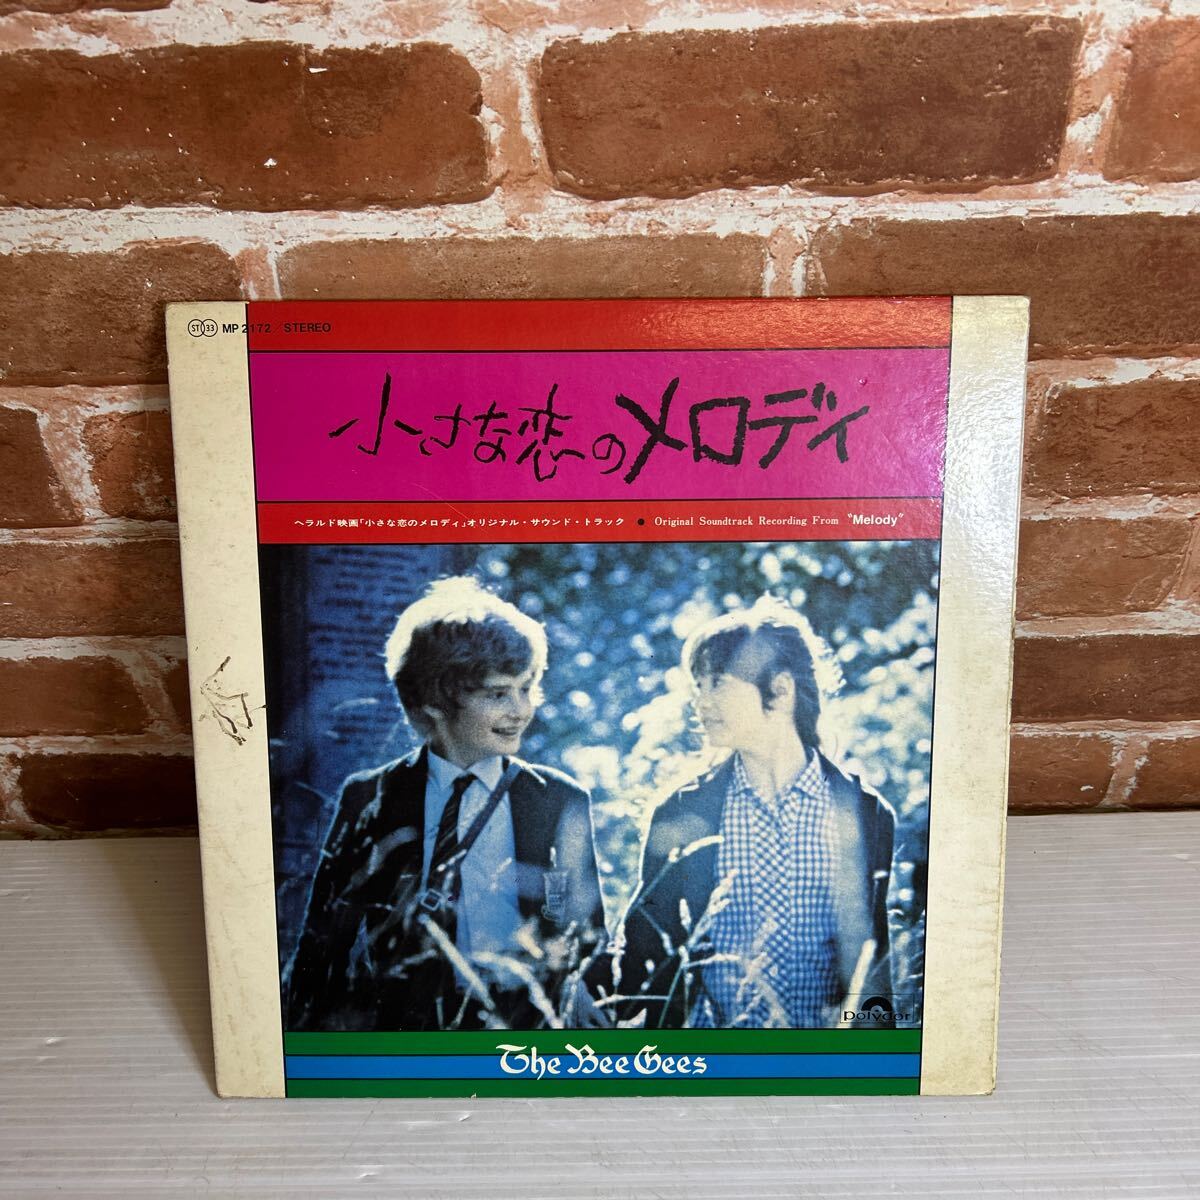 ST 33 MP 2172 STEREO
小さな恋のメロディ
ヘラルド映画「小さな恋のメロディ」オリジナル・サウンド・トラック ● Original Soundtrack Recording From "Melody"
polydor
The Bee Gees